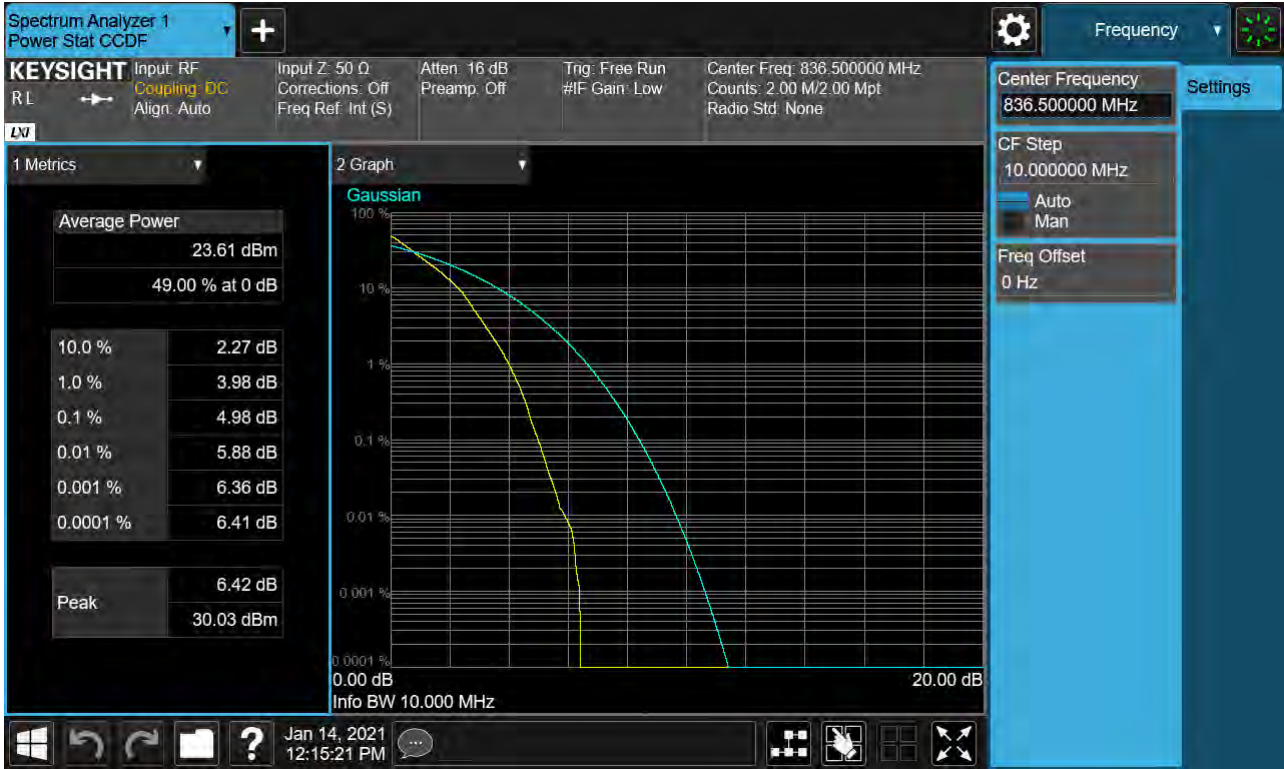 Spectrum Analyzer 1
Power Stat CCDF
Frequency
KEYSIGHT
R L
LXI
Input: RF
Coupling: DC
Align: Auto
Input Z: 50 Ω
Corrections: Off
Freq Ref: Int (S)
Atten: 16 dB
Preamp: Off
Trig: Free Run
#IF Gain: Low
Center Freq: 836.500000 MHz
Counts: 2.00 M/2.00 Mpt
Radio Std: None
Center Frequency
836.500000 MHz
Settings
CF Step
10.000000 MHz
Auto
Man
Freq Offset
0 Hz
1 Metrics
Average Power
23.61 dBm
49.00 % at 0 dB
10.0 % 2.27 dB
1.0 % 3.98 dB
0.1 % 4.98 dB
0.01 % 5.88 dB
0.001 % 6.36 dB
0.0001 % 6.41 dB
Peak
6.42 dB
30.03 dBm
2 Graph
Gaussian
100 %
10 %
1 %
0.1 %
0.01 %
0.001 %
0.0001 %
0.00 dB 20.00 dB
Info BW 10.000 MHz
?
Jan 14, 2021
12:15:21 PM